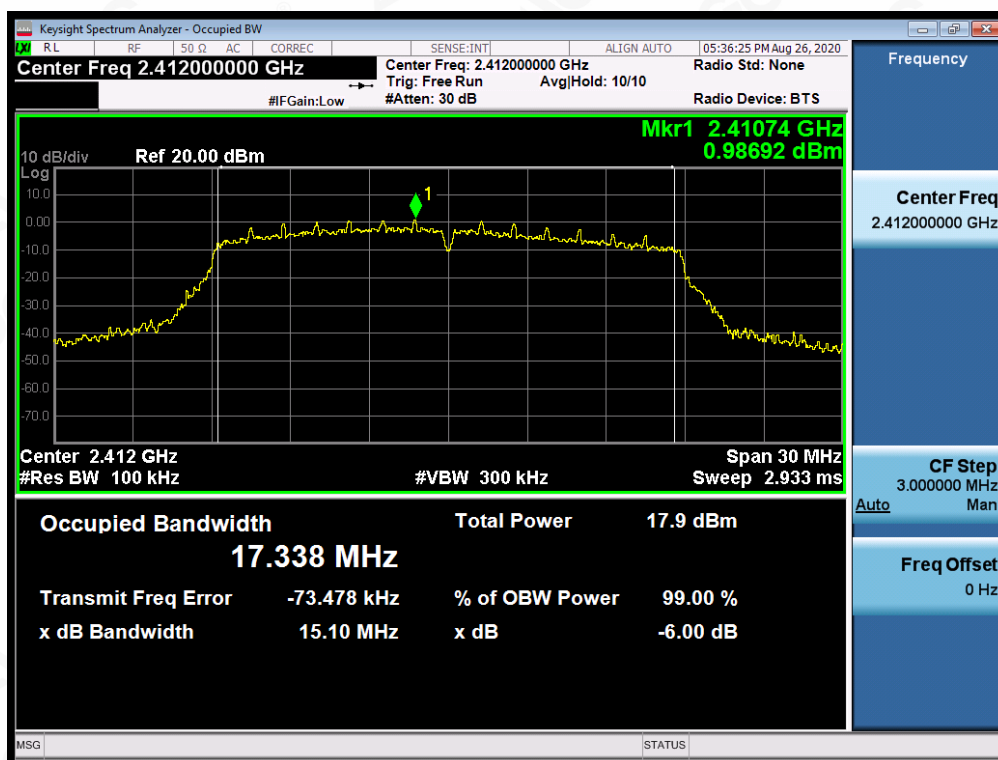 Keysight Spectrum Analyzer - Occupied BW
LXI RL RF 50 Ω AC CORREC SENSE:INT ALIGN AUTO 05:36:25 PM Aug 26, 2020
Center Freq 2.412000000 GHz
Center Freq: 2.412000000 GHz
Radio Std: None
Trig: Free Run Avg|Hold: 10/10
#IFGain:Low
#Atten: 30 dB
Radio Device: BTS
Mkr1 2.41074 GHz
0.98692 dBm
10 dB/div Ref 20.00 dBm
Log
10.0
0.00
-10.0
-20.0
-30.0
-40.0
-50.0
-60.0
-70.0
1
Center 2.412 GHz Span 30 MHz
#Res BW 100 kHz #VBW 300 kHz Sweep 2.933 ms
Occupied Bandwidth Total Power 17.9 dBm
17.338 MHz
Transmit Freq Error -73.478 kHz % of OBW Power 99.00 %
x dB Bandwidth 15.10 MHz x dB -6.00 dB
MSG STATUS
Frequency
Center Freq
2.412000000 GHz
CF Step
3.000000 MHz
Auto Man
Freq Offset
0 Hz